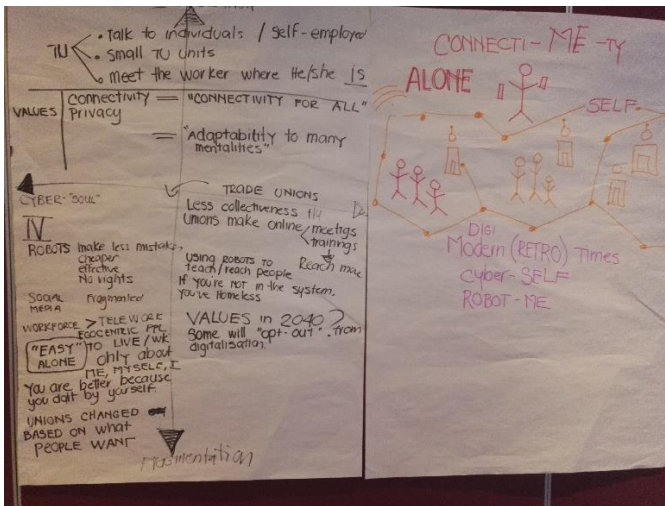 • Talk to individuals / self-employed
TU • Small TU units
• meet the worker where He/she IS
VALUES
Connectivity = "CONNECTIVITY FOR ALL"
Privacy
= "Adaptability to many
mentalities"
CYBER-"SOUL"
IV
ROBOTS make less mistake,
cheaper
effective
No rights
SOCIAL MEDIA Fragmented
WORKFORCE > TELEWORK
EGOCENTRIC PPL
"EASY" TO LIVE/WK
ALONE only about
ME, MYSELF, I
You are better because
you do it by yourself.
UNIONS CHANGED
BASED ON what
PEOPLE WANT
TRADE UNIONS
Less collectiveness
Unions make online meetigs
trainings
Reach more
Using ROBOTS to
teach/reach people
If you're not in the system,
You're Homeless
VALUES in 2040?
Some will "opt-out" from
digitalisation.
CONNECTI-ME-TY
ALONE
SELF
DIGI
Modern (RETRO) Times
Cyber-SELF
ROBOT-ME